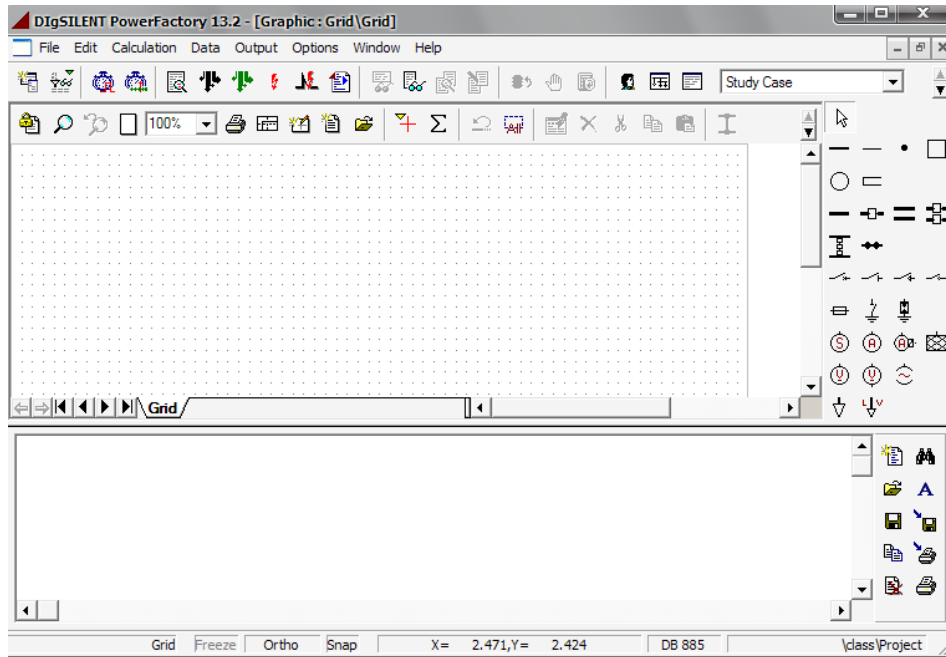 DIgSILENT PowerFactory 13.2 - [Graphic : Grid\Grid]
File Edit Calculation Data Output Options Window Help
Study Case
100%
All
S A A
V V
L V
Grid
A
Grid Freeze Ortho Snap X= 2.471,Y= 2.424 DB 885 \class\Project